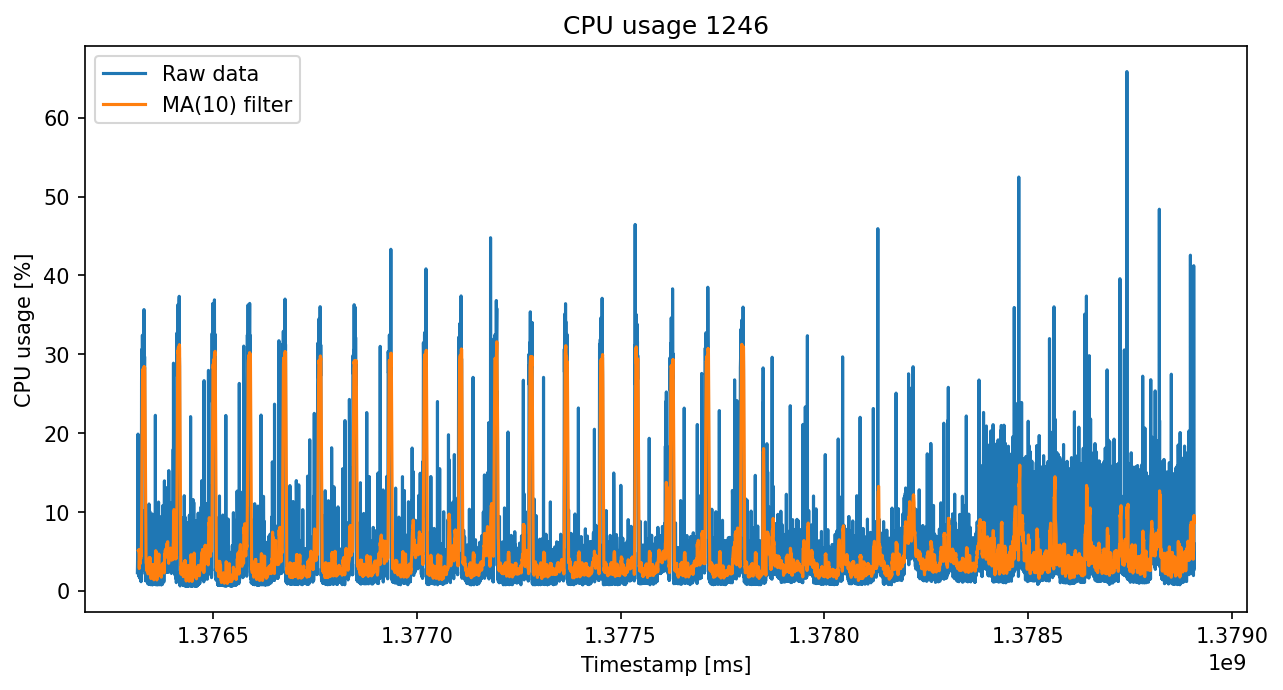 CPU usage 1246
Raw data
MA(10) filter
CPU usage [%]
60
50
40
30
20
10
0
1.3765 1.3770 1.3775 1.3780 1.3785 1.3790
1e9
Timestamp [ms]